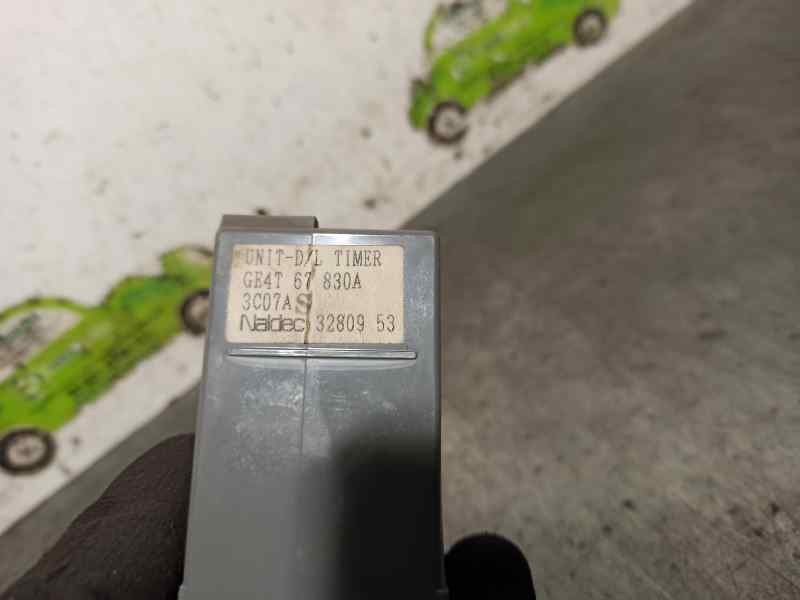 UNIT-D/L TIMER
GE4T 67 830A
3C07A S
Naldec 32809 53